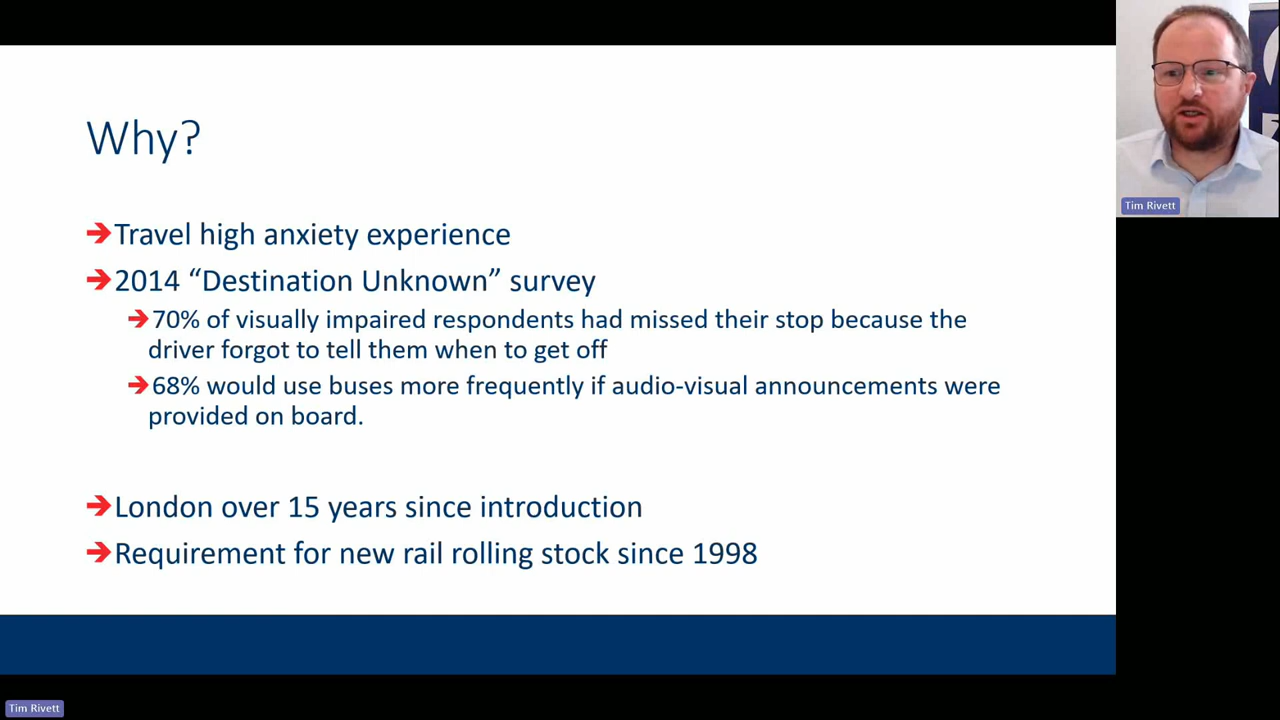 Why?
➔Travel high anxiety experience
➔2014 “Destination Unknown” survey
➔70% of visually impaired respondents had missed their stop because the
driver forgot to tell them when to get off
➔68% would use buses more frequently if audio-visual announcements were
provided on board.
➔London over 15 years since introduction
➔Requirement for new rail rolling stock since 1998
Tim Rivett
Tim Rivett